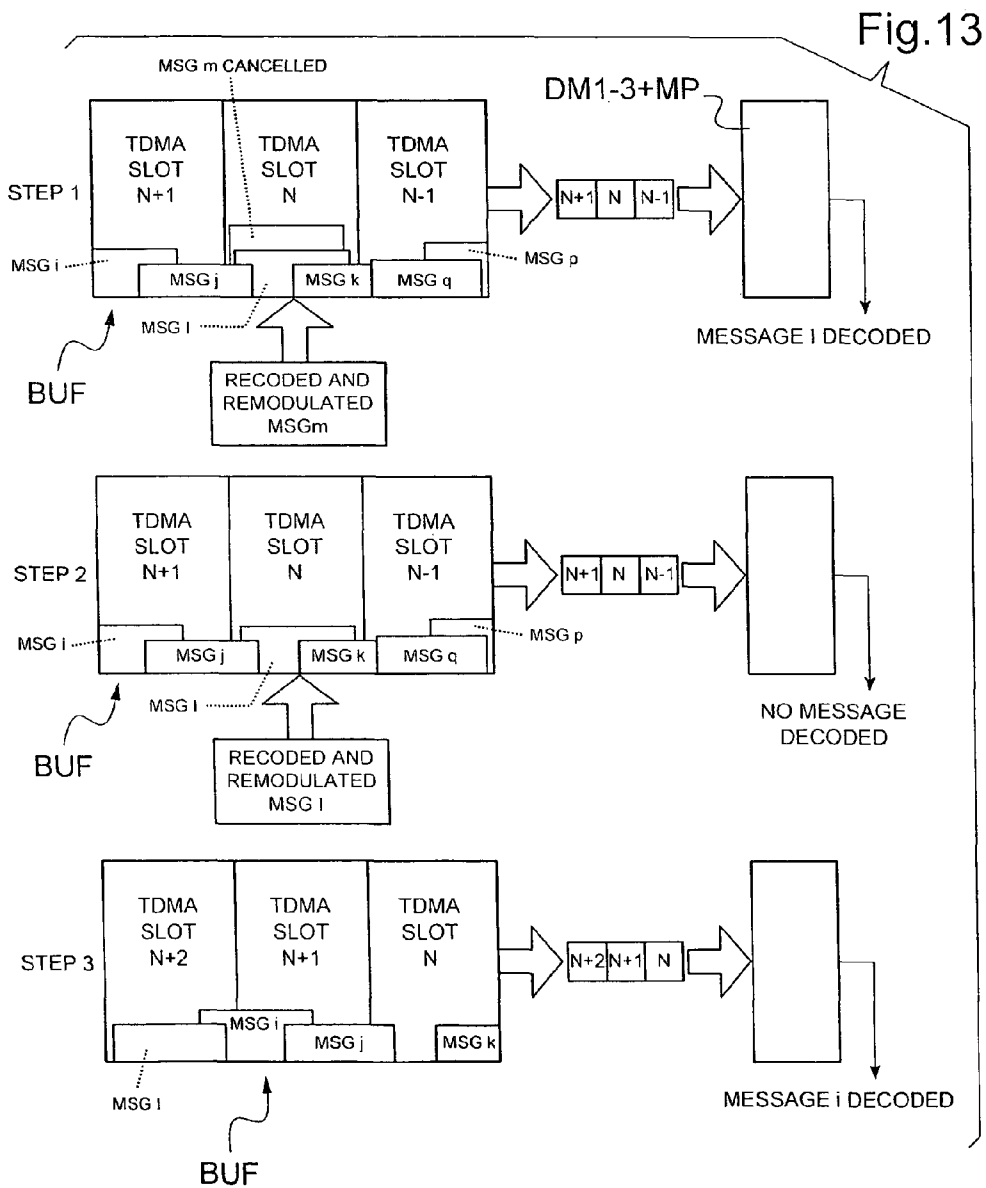 Fig.13
MSG m CANCELLED
DM1-3+MP
STEP 1
TDMA
SLOT
N+1
TDMA
SLOT
N
TDMA
SLOT
N-1
N+1 N N-1
MSG i
MSG j
MSG k
MSG q
MSG p
MSG l
MESSAGE l DECODED
BUF
RECODED AND
REMODULATED
MSGm
STEP 2
TDMA
SLOT
N+1
TDMA
SLOT
N
TDMA
SLOT
N-1
N+1 N N-1
MSG i
MSG j
MSG k
MSG q
MSG p
MSG l
NO MESSAGE
DECODED
BUF
RECODED AND
REMODULATED
MSG l
STEP 3
TDMA
SLOT
N+2
TDMA
SLOT
N+1
TDMA
SLOT
N
N+2 N+1 N
MSG i
MSG j
MSG k
MSG l
MESSAGE i DECODED
BUF